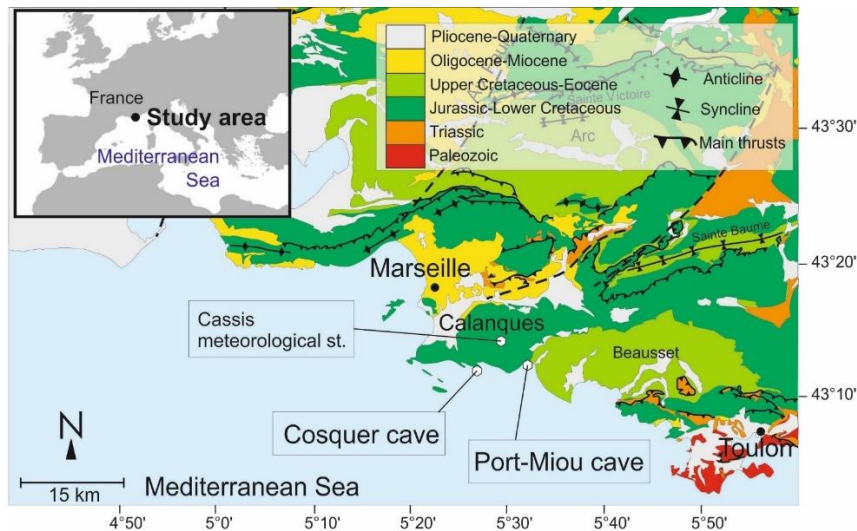 France
Study area
Mediterranean
Sea
Pliocene-Quaternary
Oligocene-Miocene
Upper Cretaceous-Eocene
Jurassic-Lower Cretaceous
Triassic
Paleozoic
Anticline
Syncline
Main thrusts
Sainte Victoire
Arc
43°30'
Sainte Baume
Marseille
43°20'
Cassis
meteorological st.
Calanques
Beausset
43°10'
Cosquer cave
Port-Miou cave
Toulon
N
15 km
Mediterranean Sea
4°50'
5°0'
5°10'
5°20'
5°30'
5°40'
5°50'